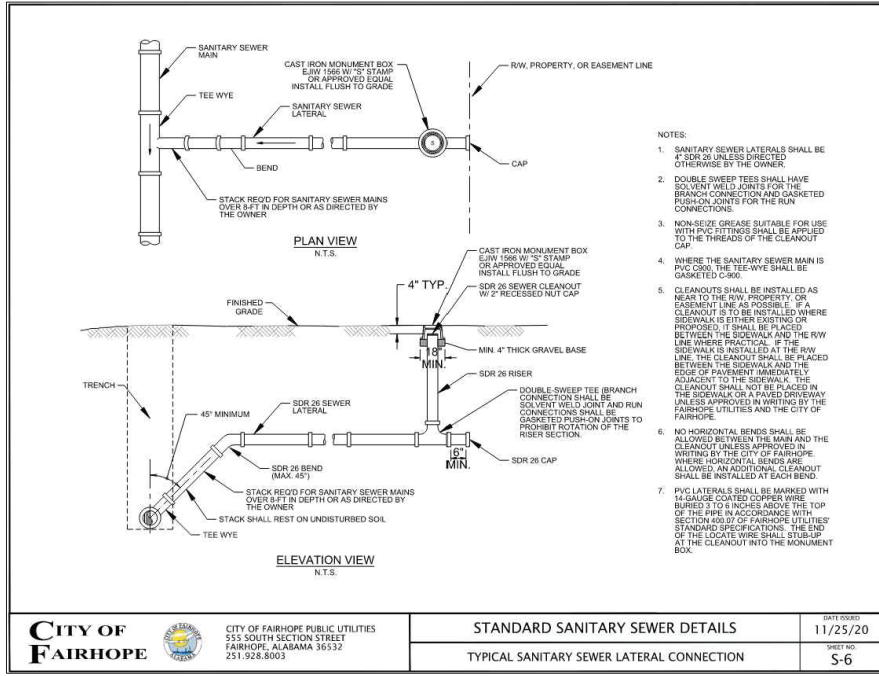 SANITARY SEWER
MAIN
CAST IRON MONUMENT BOX
EJIW 1566 W/ "S" STAMP
OR APPROVED EQUAL
INSTALL FLUSH TO GRADE
R/W, PROPERTY, OR EASEMENT LINE
TEE WYE
SANITARY SEWER
LATERAL
S
BEND
CAP
STACK REQ'D FOR SANITARY SEWER MAINS
OVER 8-FT IN DEPTH OR AS DIRECTED BY
THE OWNER
PLAN VIEW
N.T.S.
CAST IRON MONUMENT BOX
EJIW 1566 W/ "S" STAMP
OR APPROVED EQUAL
INSTALL FLUSH TO GRADE
4" TYP.
SDR 26 SEWER CLEANOUT
W/ 2" RECESSED NUT CAP
FINISHED
GRADE
MIN. 4" THICK GRAVEL BASE
18"
MIN.
SDR 26 RISER
TRENCH
DOUBLE-SWEEP TEE (BRANCH
CONNECTION SHALL BE
SOLVENT WELD JOINT AND RUN
CONNECTIONS SHALL BE
GASKETED PUSH-ON JOINTS TO
PROHIBIT ROTATION OF THE
RISER SECTION.
SDR 26 SEWER
LATERAL
45° MINIMUM
6"
MIN.
SDR 26 CAP
SDR 26 BEND
(MAX. 45°)
STACK REQ'D FOR SANITARY SEWER MAINS
OVER 8-FT IN DEPTH OR AS DIRECTED BY
THE OWNER
STACK SHALL REST ON UNDISTURBED SOIL
TEE WYE
ELEVATION VIEW
N.T.S.
NOTES:
1. SANITARY SEWER LATERALS SHALL BE
4" SDR 26 UNLESS DIRECTED
OTHERWISE BY THE OWNER.
2. DOUBLE SWEEP TEES SHALL HAVE
SOLVENT WELD JOINTS FOR THE
BRANCH CONNECTION AND GASKETED
PUSH-ON JOINTS FOR THE RUN
CONNECTIONS.
3. NON-SEIZE GREASE SUITABLE FOR USE
WITH PVC FITTINGS SHALL BE APPLIED
TO THE THREADS OF THE CLEANOUT
CAP.
4. WHERE THE SANITARY SEWER MAIN IS
PVC C900, THE TEE-WYE SHALL BE
GASKETED C-900.
5. CLEANOUTS SHALL BE INSTALLED AS
NEAR TO THE R/W, PROPERTY, OR
EASEMENT LINE AS POSSIBLE. IF A
CLEANOUT IS TO BE INSTALLED WHERE
SIDEWALK IS EITHER EXISTING OR
PROPOSED, IT SHALL BE PLACED
BETWEEN THE SIDEWALK AND THE R/W
LINE WHERE PRACTICAL. IF THE
SIDEWALK IS INSTALLED AT THE R/W
LINE, THE CLEANOUT SHALL BE PLACED
BETWEEN THE SIDEWALK AND THE
EDGE OF PAVEMENT IMMEDIATELY
ADJACENT TO THE SIDEWALK. THE
CLEANOUT SHALL NOT BE PLACED IN
THE SIDEWALK OR A PAVED DRIVEWAY
UNLESS APPROVED IN WRITING BY THE
FAIRHOPE UTILITIES AND THE CITY OF
FAIRHOPE.
6. NO HORIZONTAL BENDS SHALL BE
ALLOWED BETWEEN THE MAIN AND THE
CLEANOUT UNLESS APPROVED IN
WRITING BY THE CITY OF FAIRHOPE.
WHERE HORIZONTAL BENDS ARE
ALLOWED, AN ADDITIONAL CLEANOUT
SHALL BE INSTALLED AT EACH BEND.
7. PVC LATERALS SHALL BE MARKED WITH
14-GAUGE COATED COPPER WIRE
BURIED 3 TO 6 INCHES ABOVE THE TOP
OF THE PIPE IN ACCORDANCE WITH
SECTION 400.07 OF FAIRHOPE UTILITIES'
STANDARD SPECIFICATIONS. THE END
OF THE LOCATE WIRE SHALL STUB-UP
AT THE CLEANOUT INTO THE MONUMENT
BOX.
CITY OF
FAIRHOPE
CITY OF FAIRHOPE
ALABAMA
CITY OF FAIRHOPE PUBLIC UTILITIES
555 SOUTH SECTION STREET
FAIRHOPE, ALABAMA 36532
251.928.8003
STANDARD SANITARY SEWER DETAILS
TYPICAL SANITARY SEWER LATERAL CONNECTION
DATE ISSUED
11/25/20
SHEET NO.
S-6